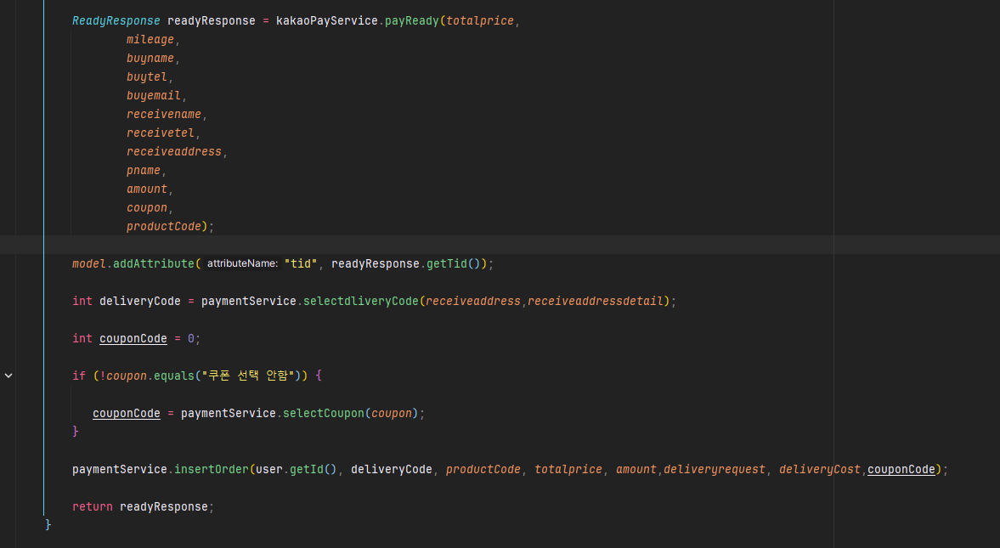 ReadyResponse readyResponse = kakaoPayService.payReady(totalprice,
mileage,
buyname,
buytel,
buyemail,
receivename,
receivetel,
receiveaddress,
pname,
amount,
coupon,
productCode);
model.addAttribute( attributeName: "tid", readyResponse.getTid());
int deliveryCode = paymentService.selectdliveryCode(receiveaddress,receiveaddressdetail);
int couponCode = 0;
if (!coupon.equals("쿠폰 선택 안함")) {
couponCode = paymentService.selectCoupon(coupon);
}
paymentService.insertOrder(user.getId(), deliveryCode, productCode, totalprice, amount,deliveryrequest, deliveryCost,couponCode);
return readyResponse;
}